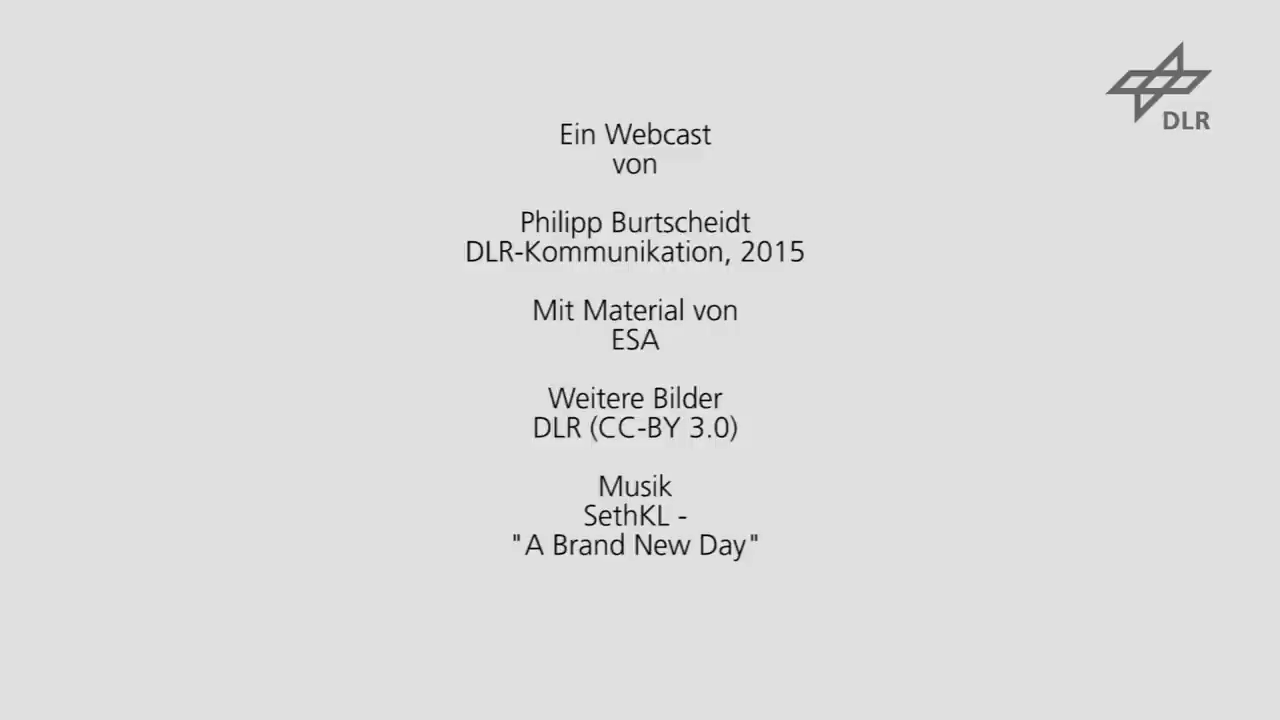 DLR
Ein Webcast
von
Philipp Burtscheidt
DLR-Kommunikation, 2015
Mit Material von
ESA
Weitere Bilder
DLR (CC-BY 3.0)
Musik
SethKL -
"A Brand New Day"